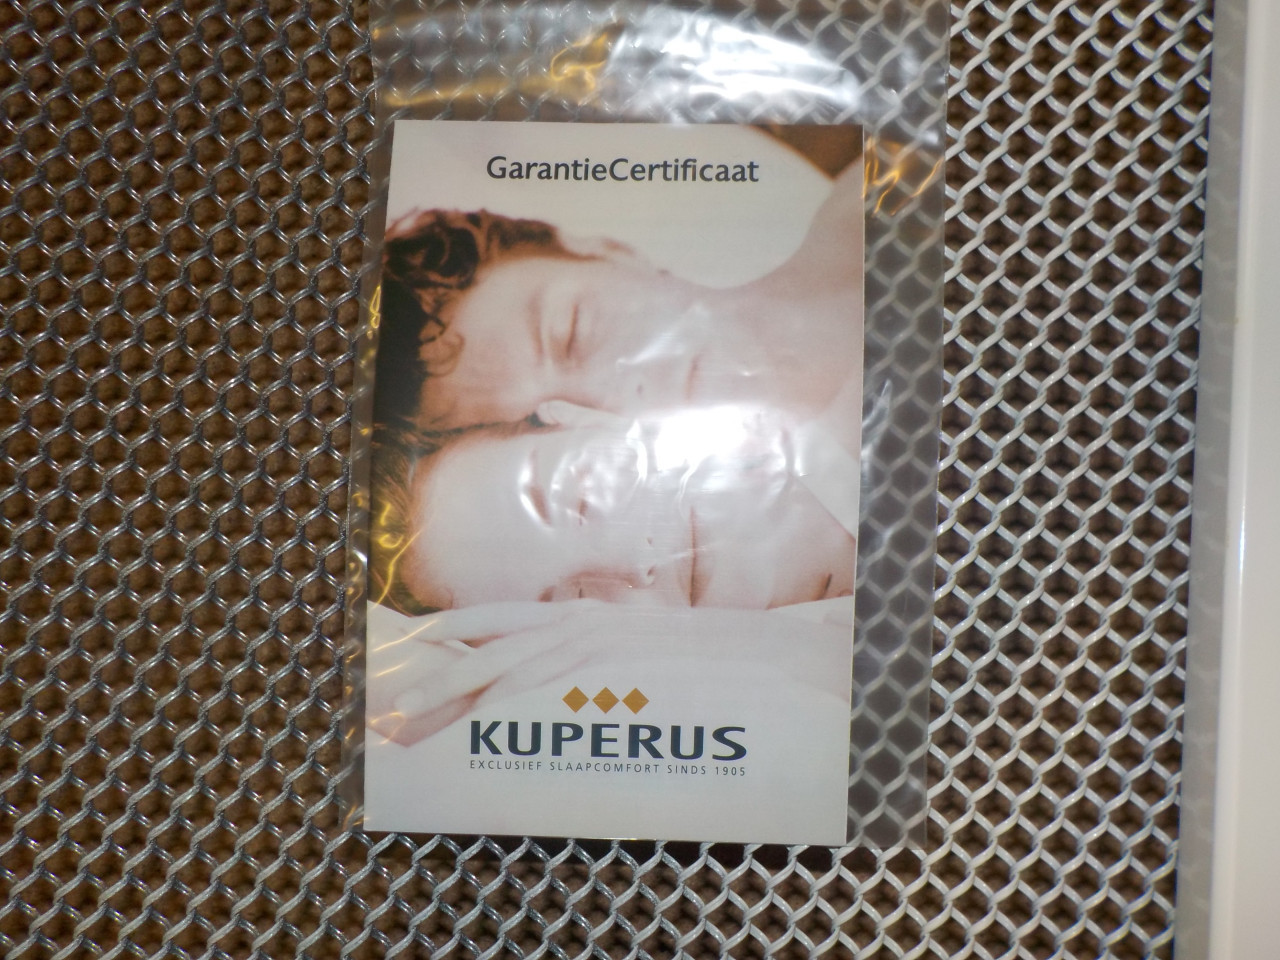 GarantieCertificaat
KUPERUS
EXCLUSIEF SLAAPCOMFORT SINDS 1905